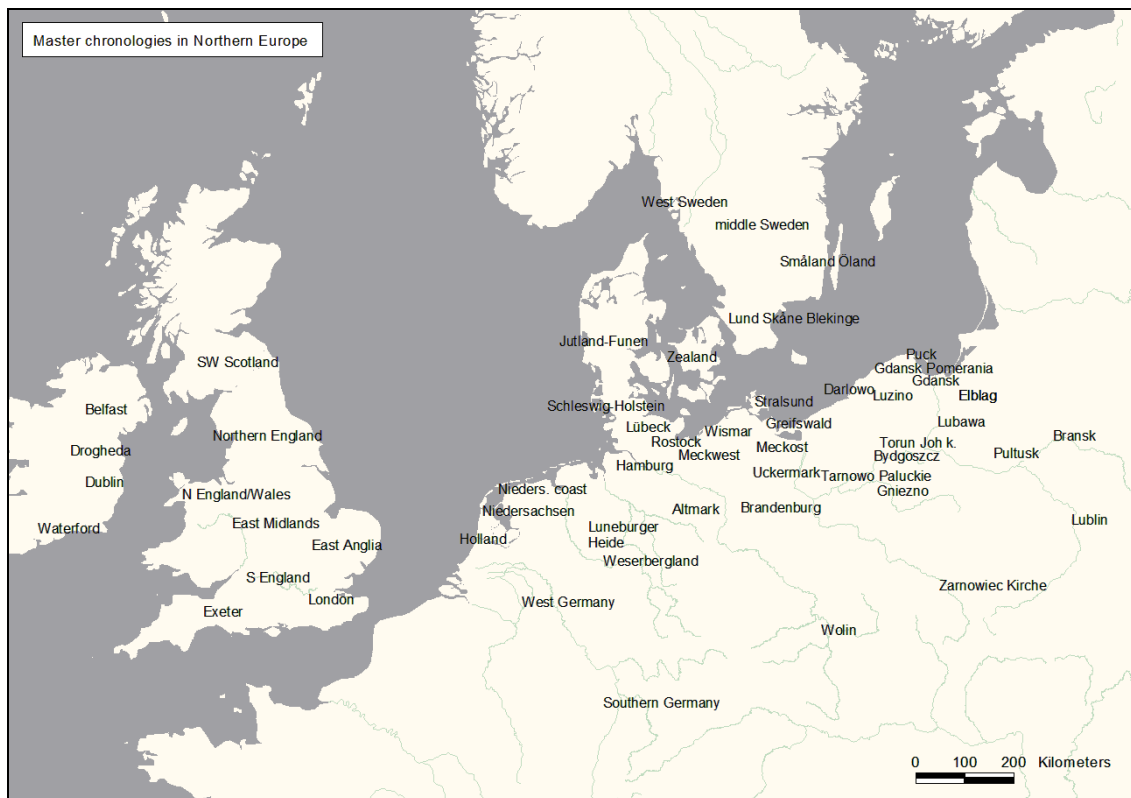 Master chronologies in Northern Europe
West Sweden
middle Sweden
Småland Öland
Lund Skåne Blekinge
Jutland-Funen
Zealand
Puck
SW Scotland
Gdansk Pomerania
Gdansk
Darlowo
Luzino
Elblag
Stralsund
Schleswig-Holstein
Belfast
Lübeck
Greifswald
Lubawa
Wismar
Northern England
Rostock
Bransk
Torun Joh k.
Meckost
Drogheda
Meckwest
Bydgoszcz
Pultusk
Hamburg
Uckermark
Tarnowo
Paluckie
Dublin
Nieders. coast
Gniezno
N England/Wales
Niedersachsen
Altmark
Brandenburg
Lublin
East Midlands
Waterford
Luneburger
Heide
Holland
East Anglia
Weserbergland
S England
Zarnowiec Kirche
London
West Germany
Exeter
Wolin
Southern Germany
0 100 200 Kilometers